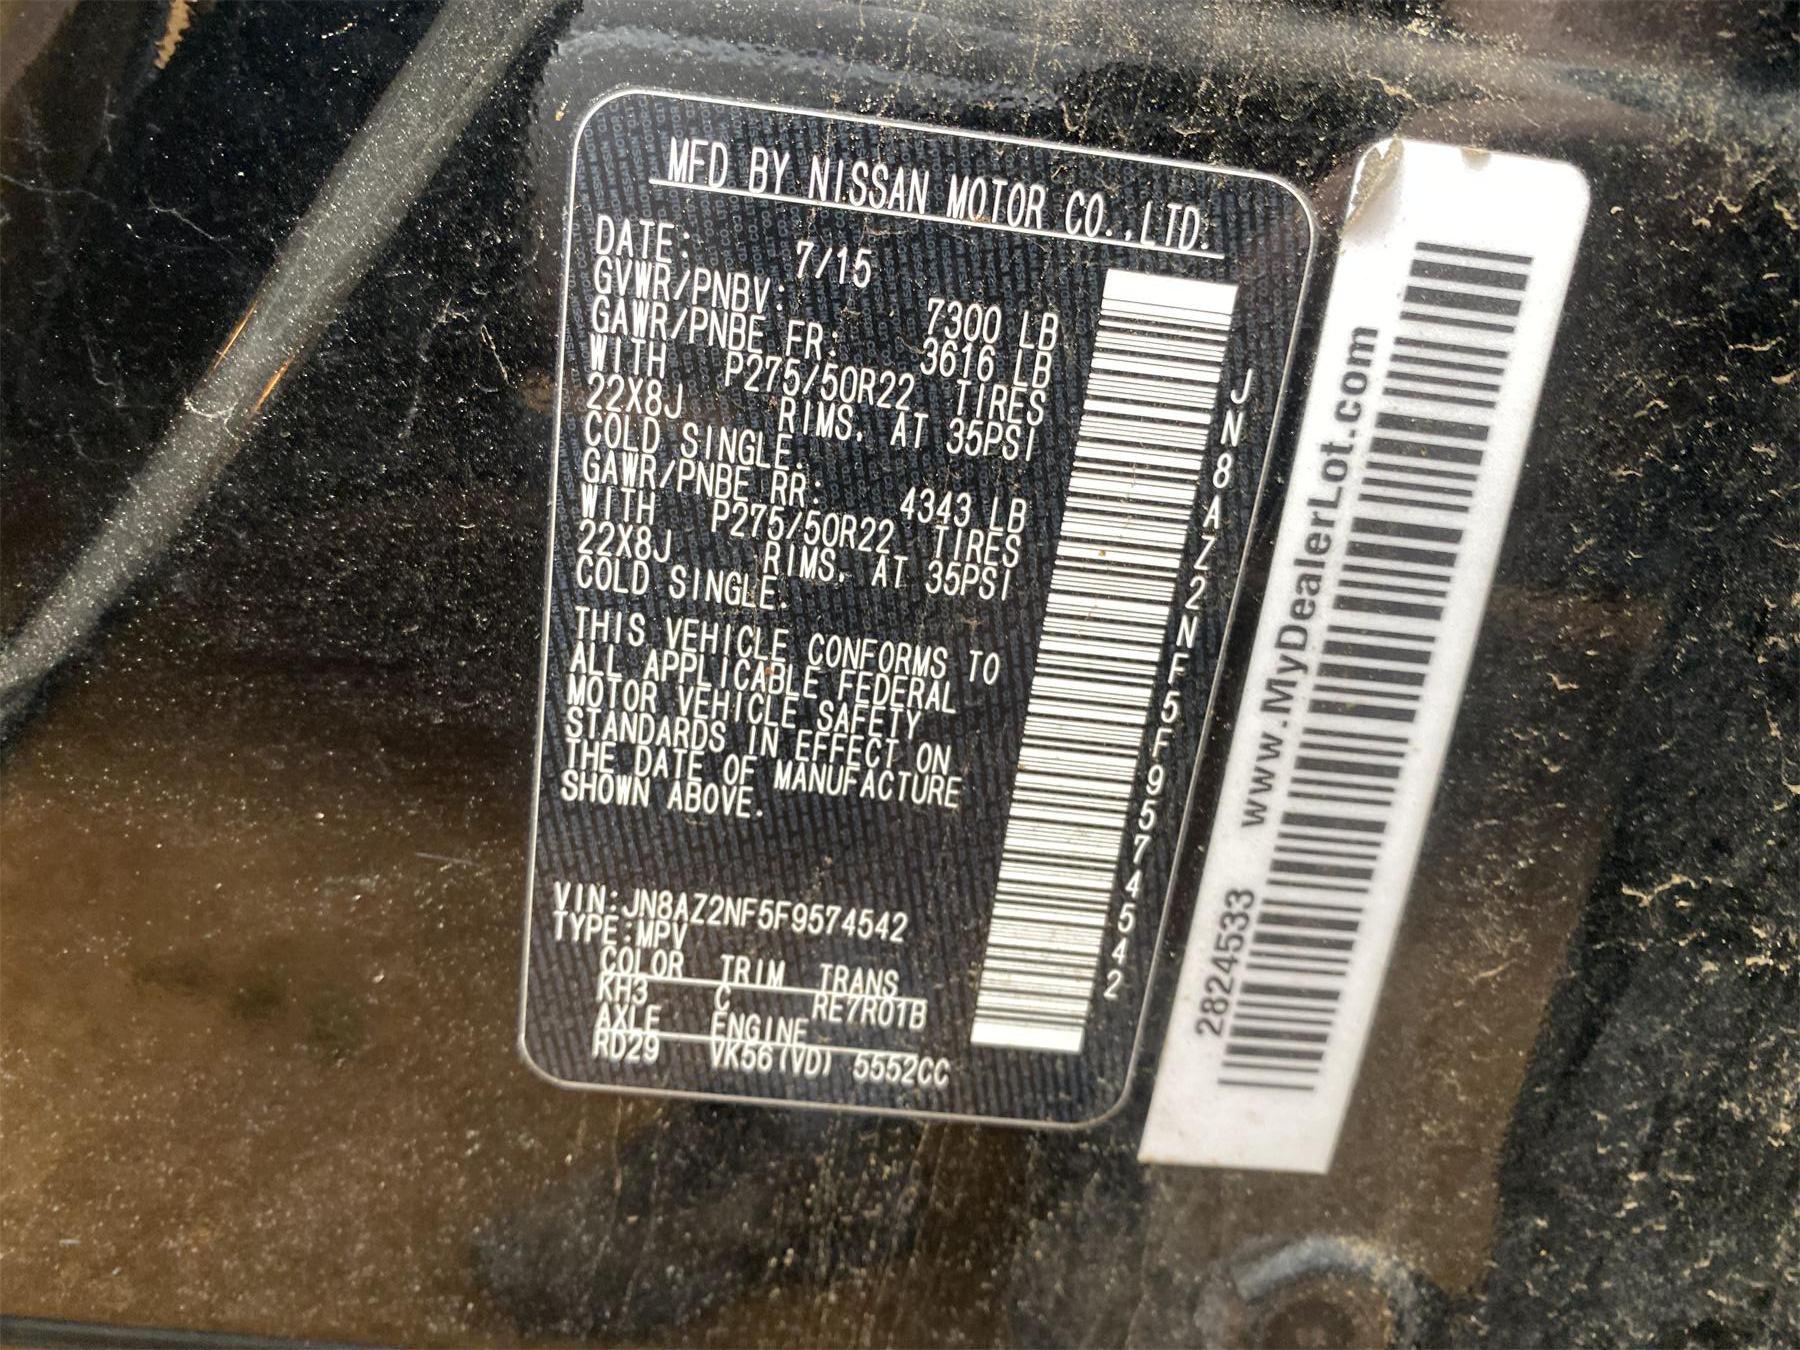 MFD BY NISSAN MOTOR CO.,LTD.
DATE: 7/15
GVWR/PNBV: 7300 LB
GAWR/PNBE FR: 3616 LB
WITH P275/50R22 TIRES
22X8J RIMS, AT 35PSI
COLD SINGLE.
GAWR/PNBE RR: 4343 LB
WITH P275/50R22 TIRES
22X8J RIMS, AT 35PSI
COLD SINGLE.
THIS VEHICLE CONFORMS TO
ALL APPLICABLE FEDERAL
MOTOR VEHICLE SAFETY
STANDARDS IN EFFECT ON
THE DATE OF MANUFACTURE
SHOWN ABOVE.
VIN:JN8AZ2NF5F9574542
TYPE:MPV
COLOR TRIM TRANS
KH3 C RE7R01B
AXLE ENGINE
RD29 VK56(VD) 5552CC
JN8AZ2NF5F9574542
2824533 www.MyDealerLot.com